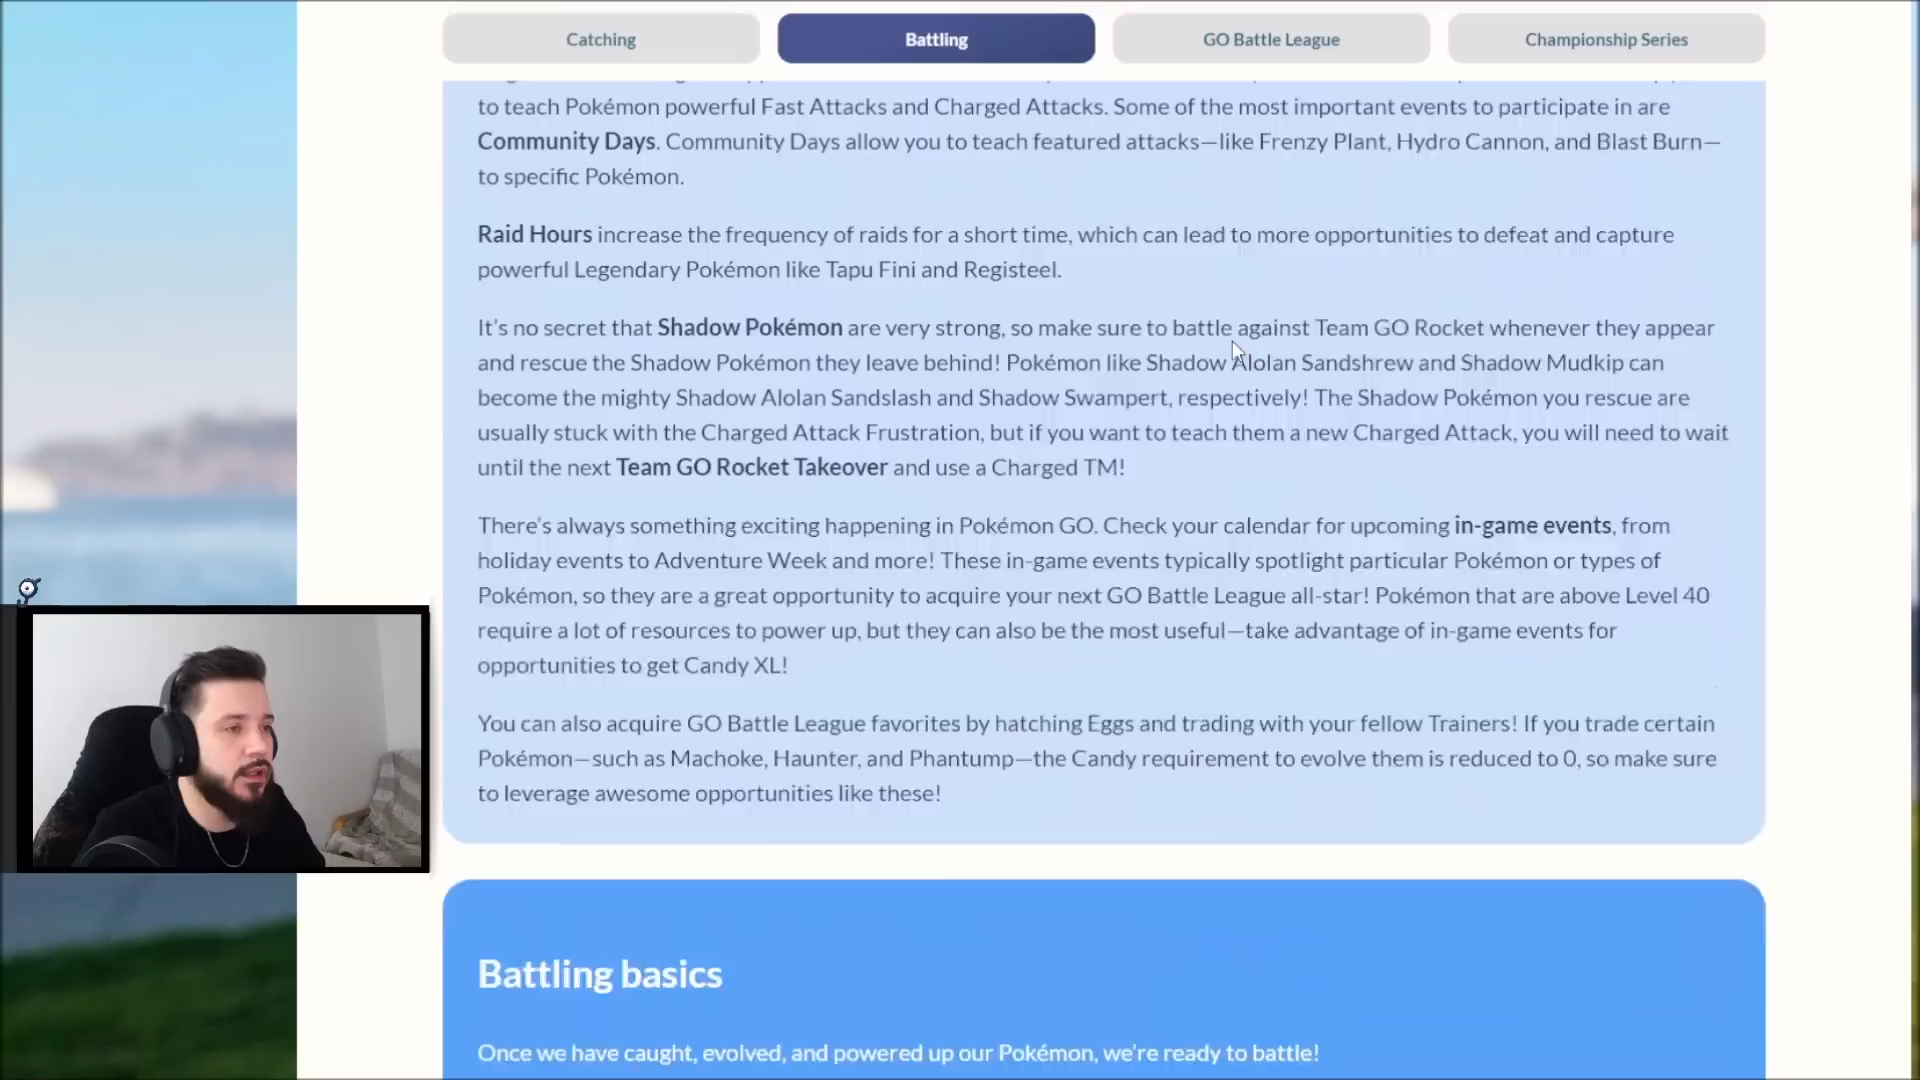 Catching
Battling
GO Battle League
Championship Series
to teach Pokémon powerful Fast Attacks and Charged Attacks. Some of the most important events to participate in are
Community Days. Community Days allow you to teach featured attacks—like Frenzy Plant, Hydro Cannon, and Blast Burn—
to specific Pokémon.
Raid Hours increase the frequency of raids for a short time, which can lead to more opportunities to defeat and capture
powerful Legendary Pokémon like Tapu Fini and Registeel.
It's no secret that Shadow Pokémon are very strong, so make sure to battle against Team GO Rocket whenever they appear
and rescue the Shadow Pokémon they leave behind! Pokémon like Shadow Alolan Sandshrew and Shadow Mudkip can
become the mighty Shadow Alolan Sandslash and Shadow Swampert, respectively! The Shadow Pokémon you rescue are
usually stuck with the Charged Attack Frustration, but if you want to teach them a new Charged Attack, you will need to wait
until the next Team GO Rocket Takeover and use a Charged TM!
There's always something exciting happening in Pokémon GO. Check your calendar for upcoming in-game events, from
holiday events to Adventure Week and more! These in-game events typically spotlight particular Pokémon or types of
Pokémon, so they are a great opportunity to acquire your next GO Battle League all-star! Pokémon that are above Level 40
require a lot of resources to power up, but they can also be the most useful—take advantage of in-game events for
opportunities to get Candy XL!
You can also acquire GO Battle League favorites by hatching Eggs and trading with your fellow Trainers! If you trade certain
Pokémon—such as Machoke, Haunter, and Phantump—the Candy requirement to evolve them is reduced to 0, so make sure
to leverage awesome opportunities like these!
Battling basics
Once we have caught, evolved, and powered up our Pokémon, we're ready to battle!